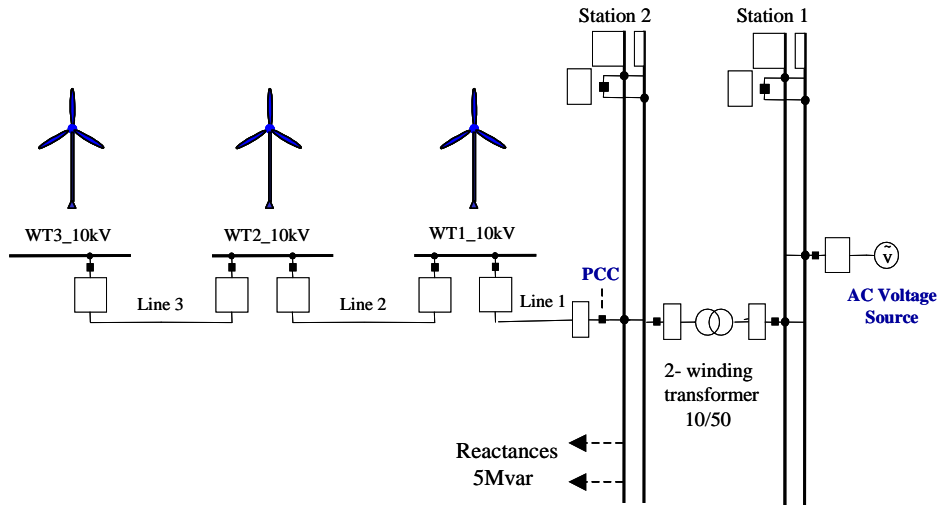 Station 2
Station 1
WT3_10kV
WT2_10kV
WT1_10kV
PCC
Line 3
Line 2
Line 1
ṽ
AC Voltage
Source
2- winding
transformer
10/50
Reactances
5Mvar